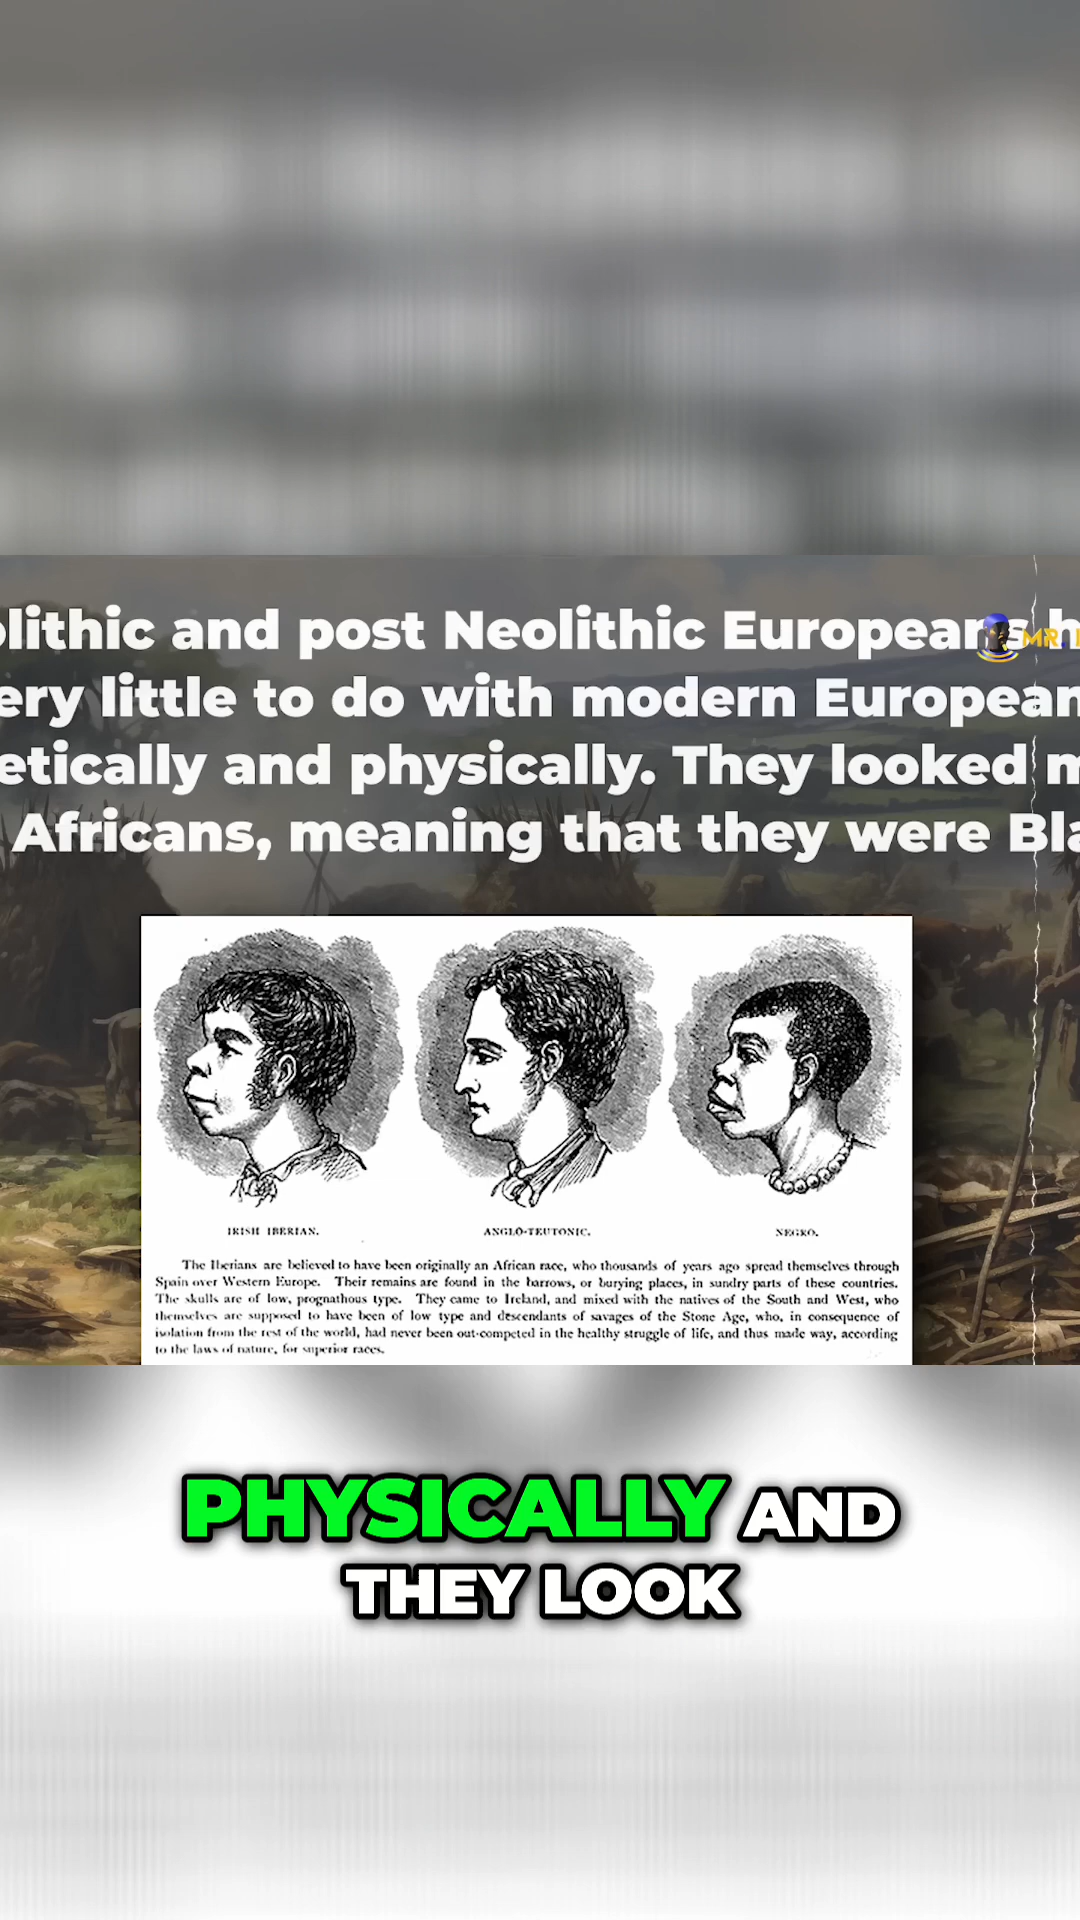 olithic and post Neolithic Europeans h
ery little to do with modern European
etically and physically. They looked m
Africans, meaning that they were Bla
IRISH IBERIAN.
ANGLO-TEUTONIC.
NEGRO.
The Iberians are believed to have been originally an African race, who thousands of years ago spread themselves through
Spain over Western Europe. Their remains are found in the barrows, or burying places, in sundry parts of these countries.
The skulls are of low, prognathous type. They came to Ireland, and mixed with the natives of the South and West, who
themselves are supposed to have been of low type and descendants of savages of the Stone Age, who, in consequence of
isolation from the rest of the world, had never been out-competed in the healthy struggle of life, and thus made way, according
to the laws of nature, for superior races.
PHYSICALLY AND
THEY LOOK